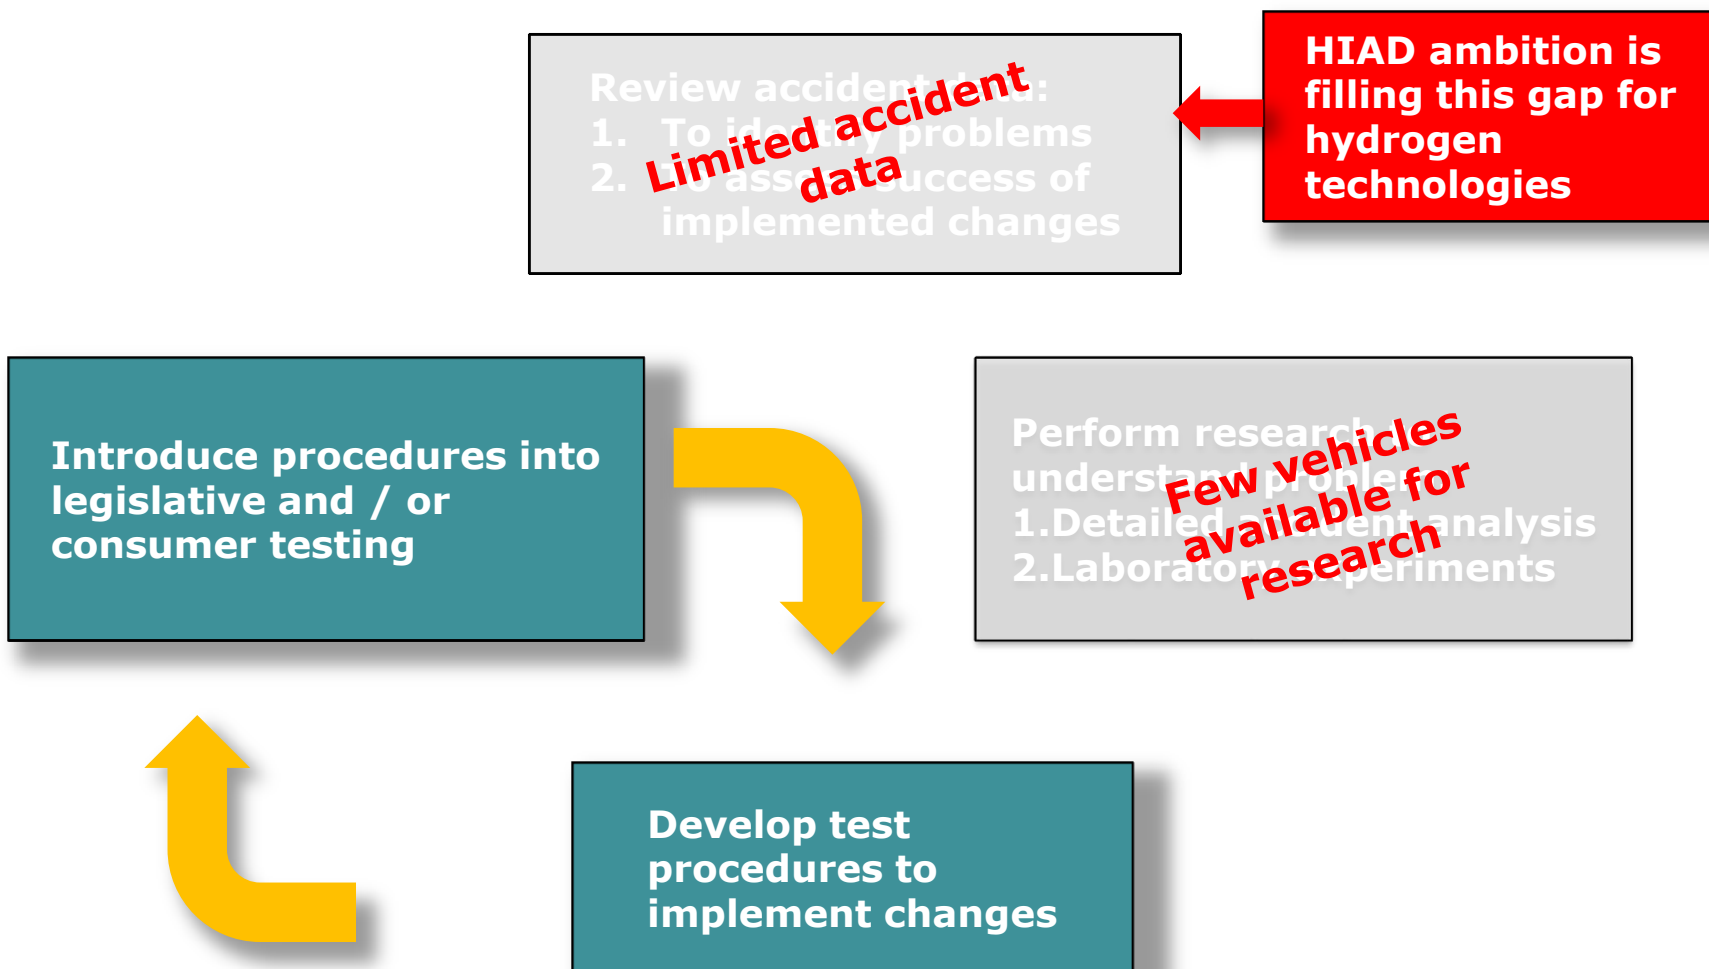 Review accident data:
1. To identify problems
2. To assess success of
implemented changes
Limited accident
data
HIAD ambition is
filling this gap for
hydrogen
technologies
Introduce procedures into
legislative and / or
consumer testing
Perform research
understand problem
1.Detailed accident analysis
2.Laboratory experiments
Few vehicles
available for
research
Develop test
procedures to
implement changes